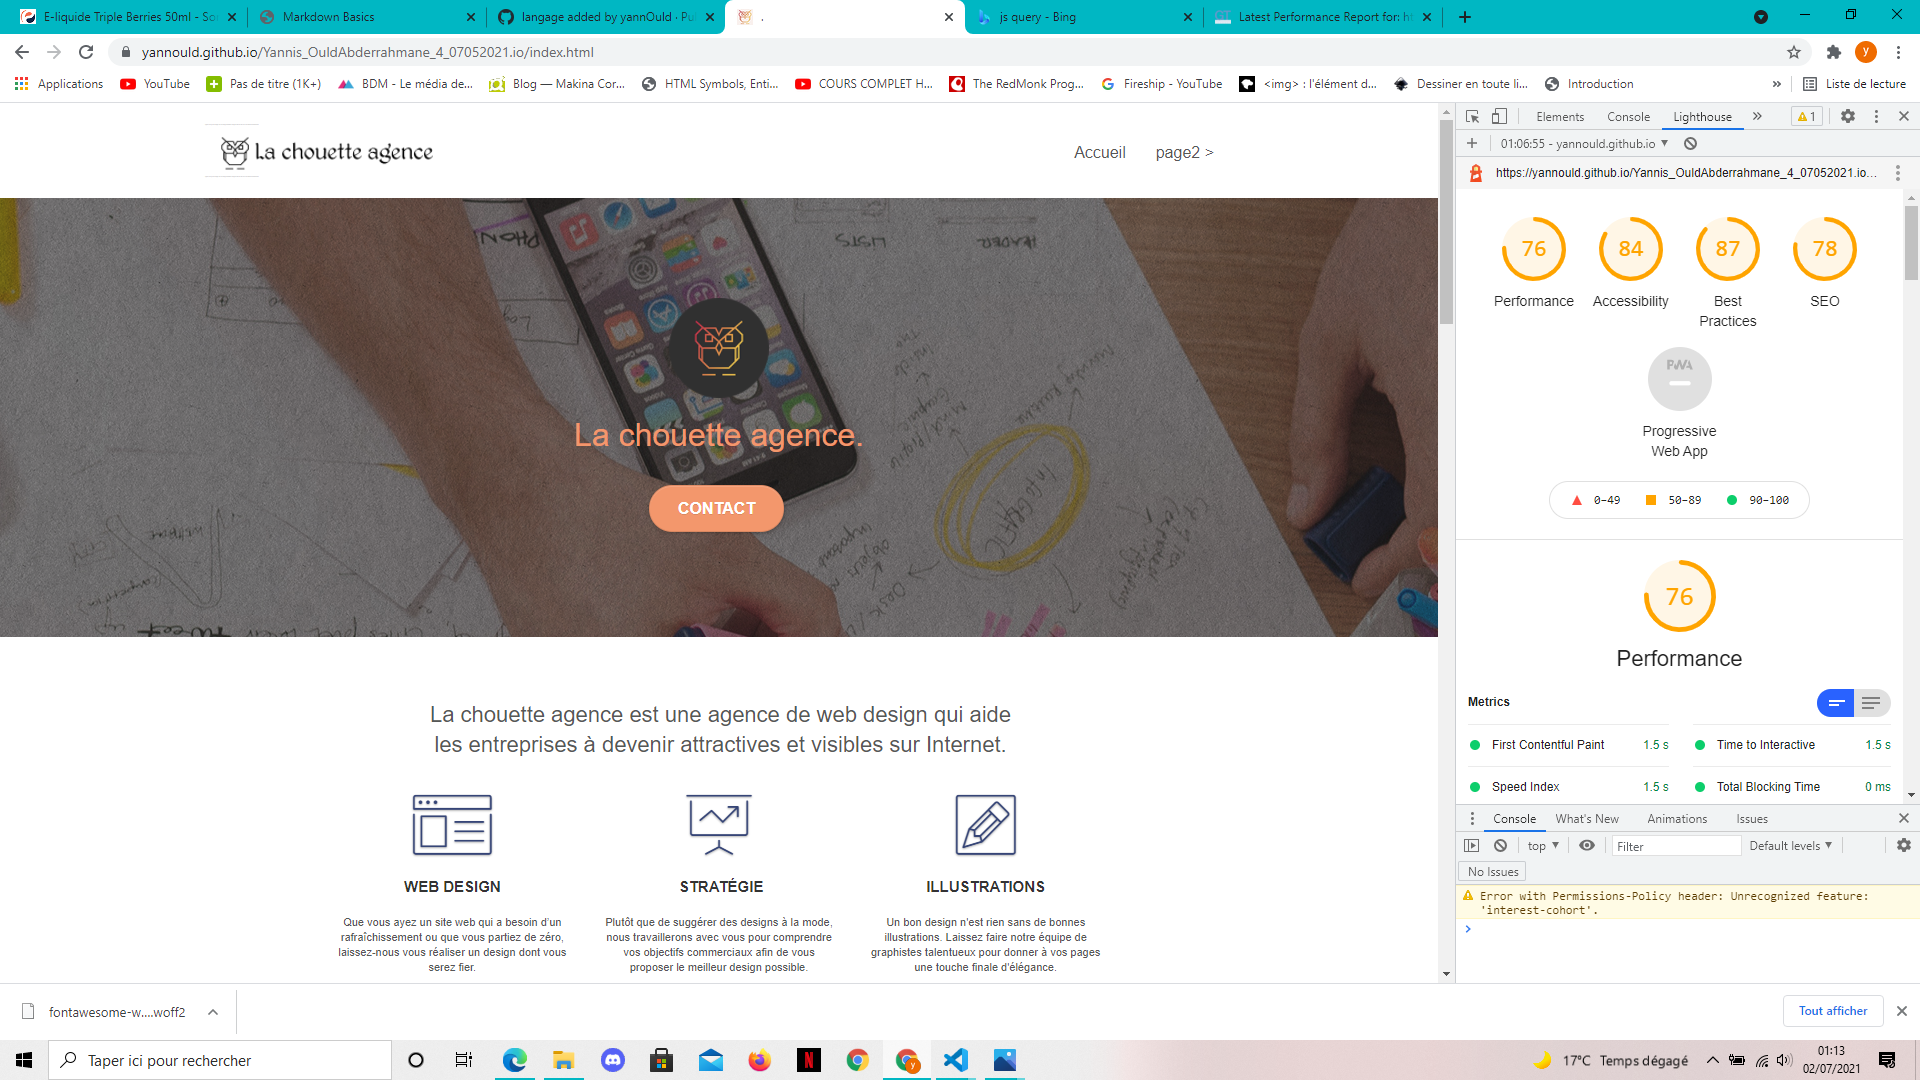 E-liquide Triple Berries 50ml - So
Markdown Basics
langage added by yannOuld · Pu
.
js query - Bing
Latest Performance Report for: ht
yannould.github.io/Yannis_OuldAbderrahmane_4_07052021.io/index.html
y
Applications
YouTube
Pas de titre (1K+)
BDM - Le média de...
Blog — Makina Cor...
HTML Symbols, Enti...
COURS COMPLET H...
The RedMonk Prog...
Fireship - YouTube
<img> : l'élément d...
Dessiner en toute li...
Introduction
»
Liste de lecture
La chouette agence
Accueil
page2 >
PHON
LISTS
HEADER
La chouette agence.
CONTACT
La chouette agence est une agence de web design qui aide
les entreprises à devenir attractives et visibles sur Internet.
WEB DESIGN
Que vous ayez un site web qui a besoin d'un
rafraîchissement ou que vous partiez de zéro,
laissez-nous vous réaliser un design dont vous
serez fier.
STRATÉGIE
Plutôt que de suggérer des designs à la mode,
nous travaillerons avec vous pour comprendre
vos objectifs commerciaux afin de vous
proposer le meilleur design possible.
ILLUSTRATIONS
Un bon design n'est rien sans de bonnes
illustrations. Laissez faire notre équipe de
graphistes talentueux pour donner à vos pages
une touche finale d'élégance.
Elements
Console
Lighthouse
»
1
01:06:55 - yannould.github.io
https://yannould.github.io/Yannis_OuldAbderrahmane_4_07052021.io...
76
Performance
84
Accessibility
87
Best
Practices
78
SEO
PWA
Progressive
Web App
0–49
50–89
90–100
76
Performance
Metrics
First Contentful Paint 1.5 s
Time to Interactive 1.5 s
Speed Index 1.5 s
Total Blocking Time 0 ms
Console
What's New
Animations
Issues
top
Filter
Default levels
No Issues
Error with Permissions-Policy header: Unrecognized feature:
'interest-cohort'.
fontawesome-w....woff2
Tout afficher
Taper ici pour rechercher
17°C Temps dégagé
01:13
02/07/2021